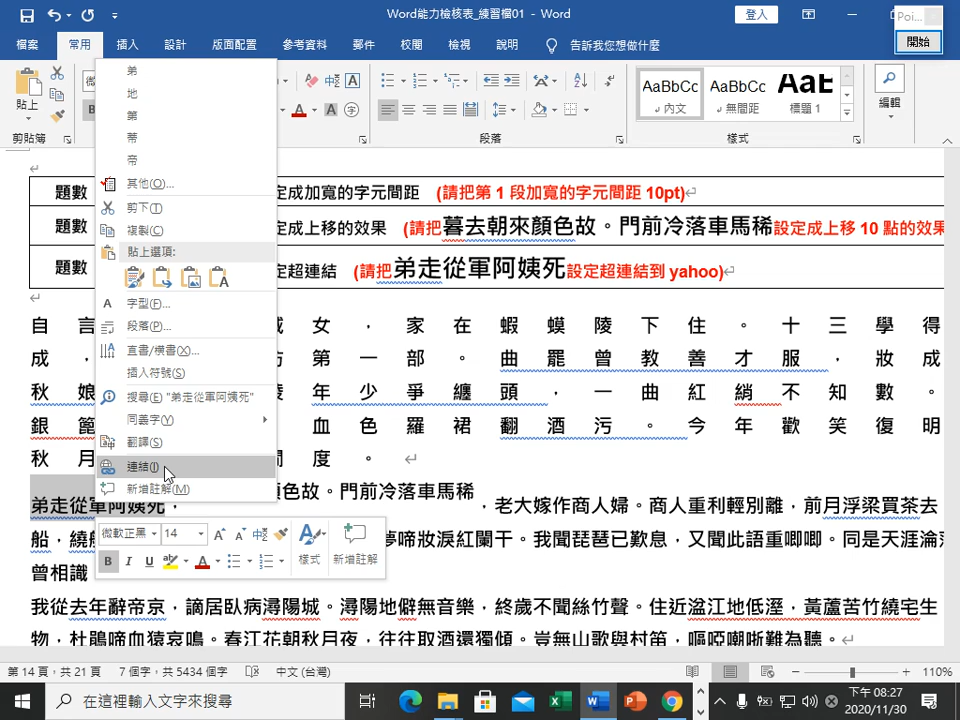 Word能力檢核表_練習檔01 - Word
登入
Poi...
開始
檔案 常用 插入 設計 版面配置 參考資料 郵件 校閱 檢視 說明 告訴我您想做什麼
貼上
剪貼簿
段落
AaBbCc AaBbCc AaE
內文 無間距 標題 1
樣式
編輯
弟
地
第
蒂
帝
其他(O)...
剪下(T)
複製(C)
貼上選項:
字型(F)...
段落(P)...
直書/橫書(X)...
插入符號(S)
搜尋(E) "弟走從軍阿姨死"
同義字(Y)
翻譯(S)
連結(I)
新增註解(M)
微軟正黑 14
樣式
新增註解
題數 定成加寬的字元間距 (請把第 1 段加寬的字元間距 10pt)
題數 定成上移的效果 (請把暮去朝來顏色故。門前冷落車馬稀設定成上移 10 點的效果
題數 定超連結 (請把弟走從軍阿姨死設定超連結到 yahoo)
自言 女,家在蝦蟆陵下住。十三學得
成, 第一部。曲罷曾教善才服,妝成
秋娘 年少爭纏頭,一曲紅綃不知數。
銀篦 血色羅裙翻酒污。今年歡笑復明
秋月 度。
弟走從軍阿姨死, 顏色故。門前冷落車馬稀,老大嫁作商人婦。商人重利輕別離,前月浮梁買茶去
船,繞 夢啼妝淚紅闌干。我聞琵琶已歎息,又聞此語重唧唧。同是天涯淪
曾相識
我從去年辭帝京,謫居臥病潯陽城。潯陽地僻無音樂,終歲不聞絲竹聲。住近湓江地低溼,黃蘆苦竹繞宅生
物,杜鵑啼血猿哀鳴。春江花朝秋月夜,往往取酒還獨傾。豈無山歌與村笛,嘔啞嘲哳難為聽。
第 14 頁,共 21 頁 7 個字,共 5434 個字 中文 (台灣) 110%
在這裡輸入文字來搜尋
下午 08:27
2020/11/30